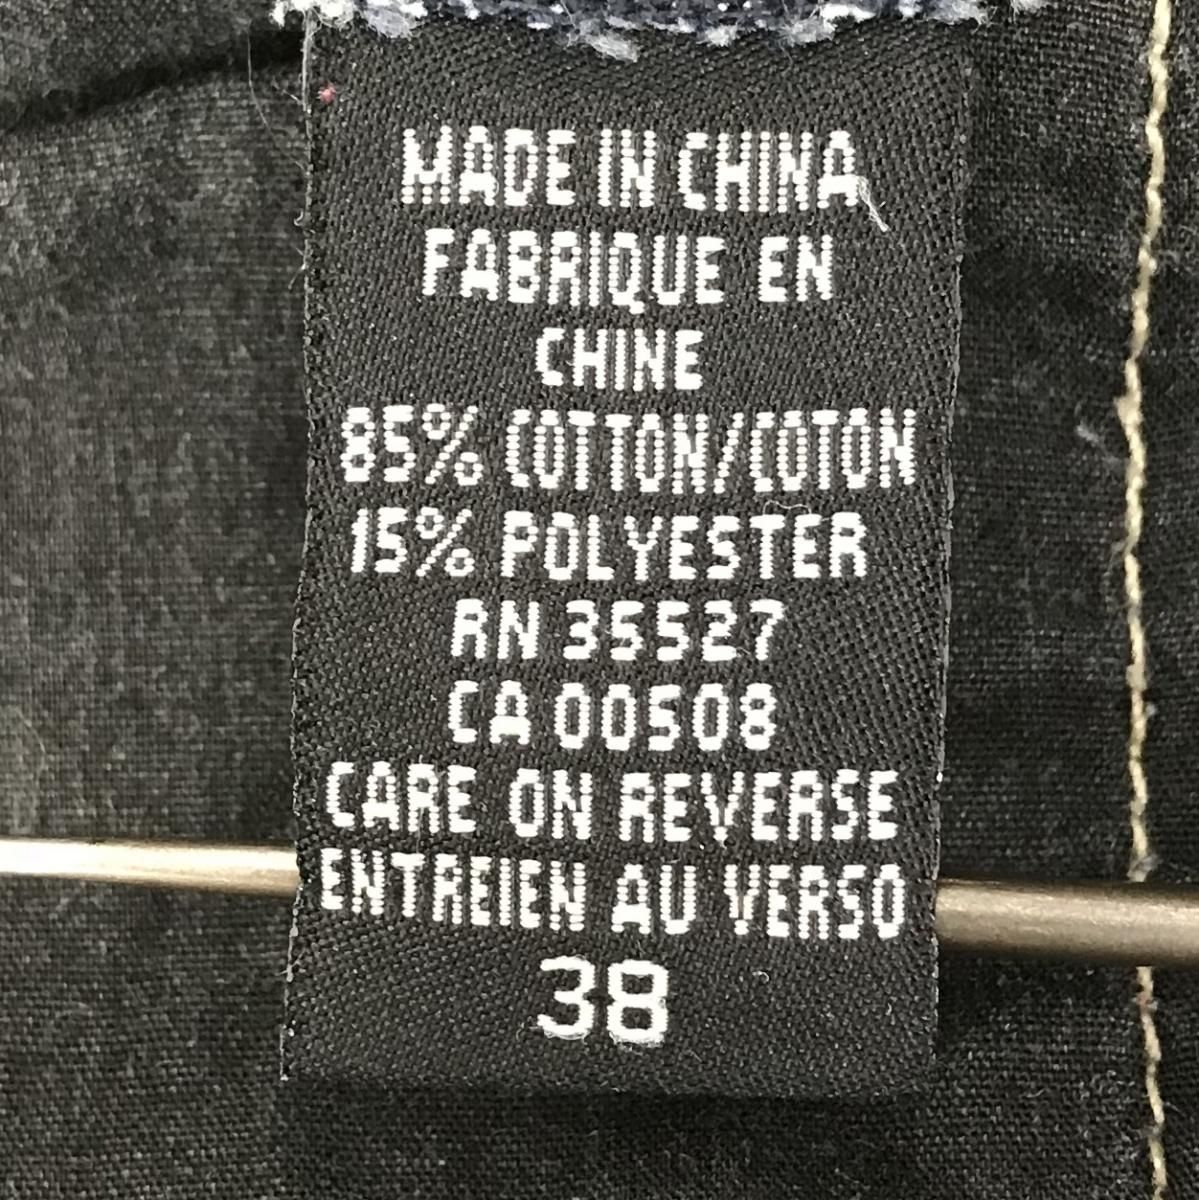 MADE IN CHINA
FABRIQUE EN
CHINE
85% COTTON/COTON
15% POLYESTER
RN 35527
CA 00508
CARE ON REVERSE
ENTREIEN AU VERSO
38